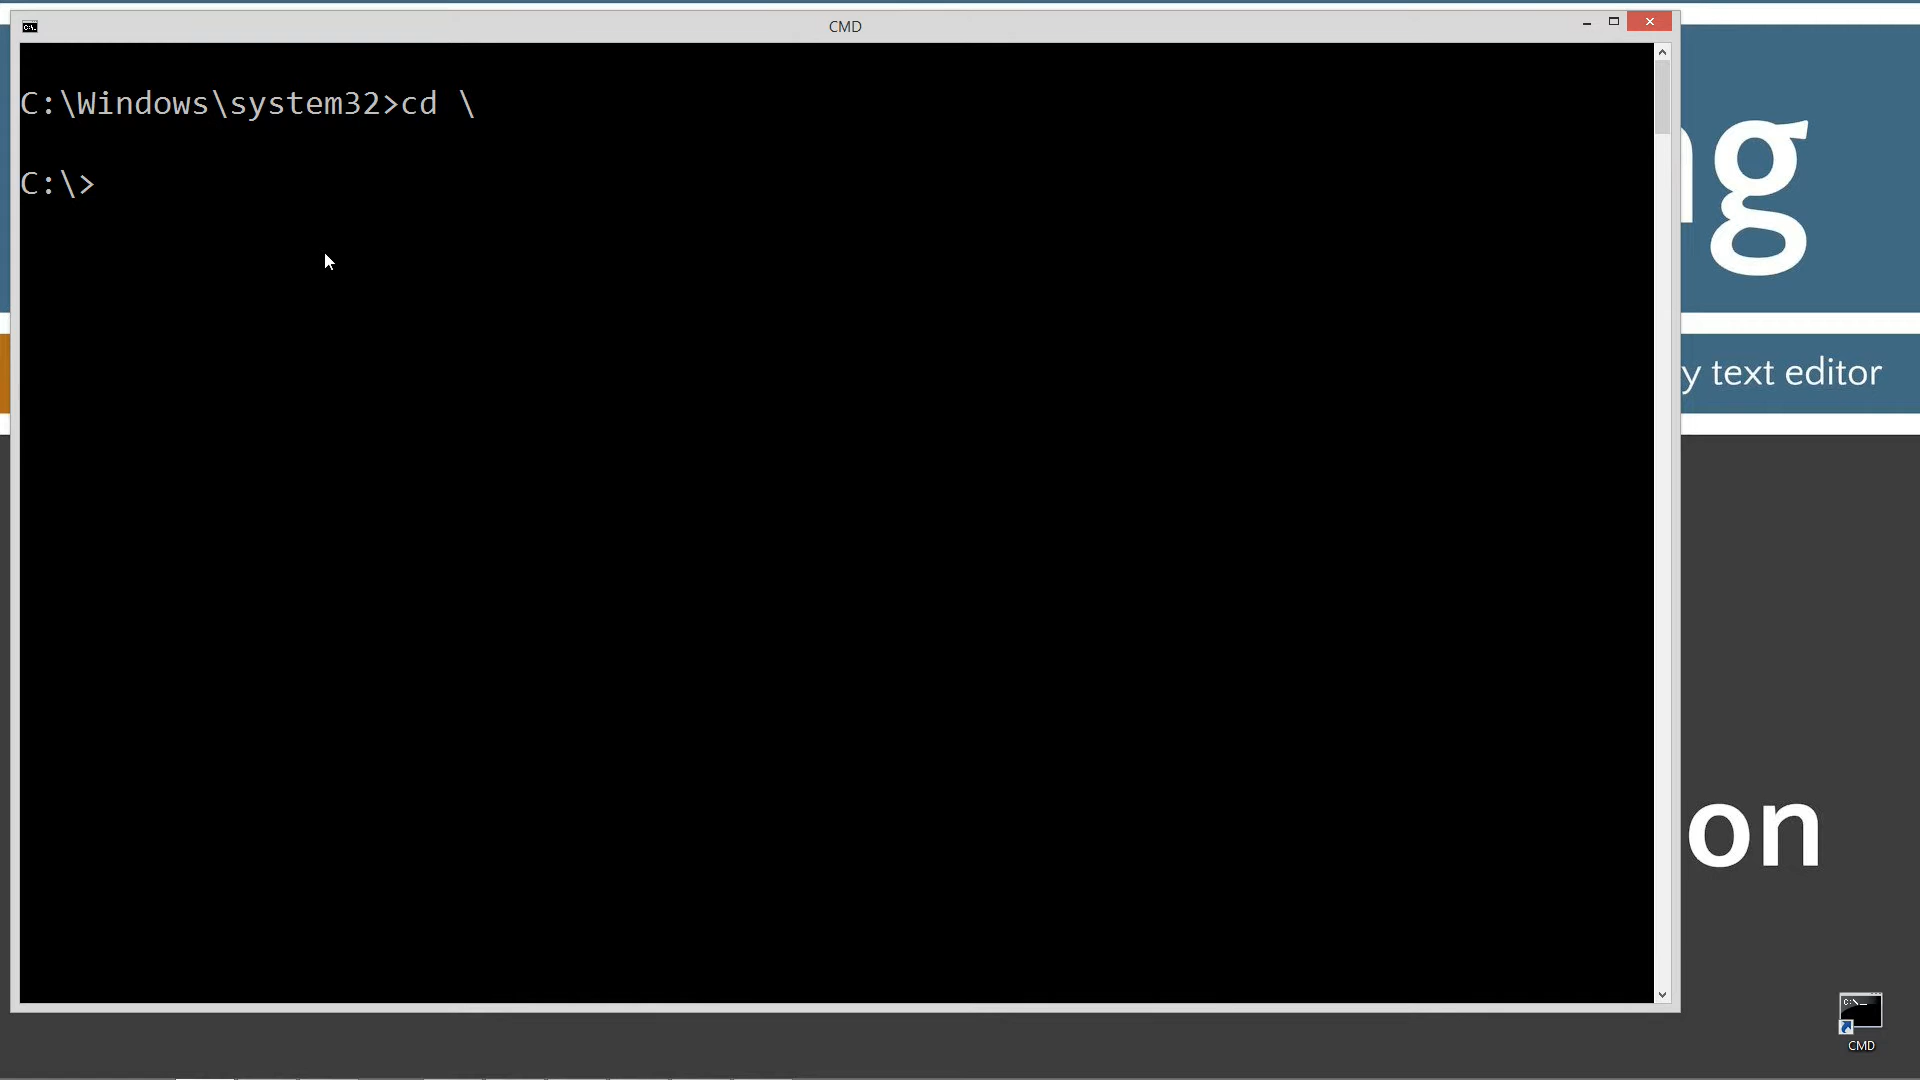 CMD
C:\Windows\system32>cd \
C:\>
g
y text editor
on
CMD